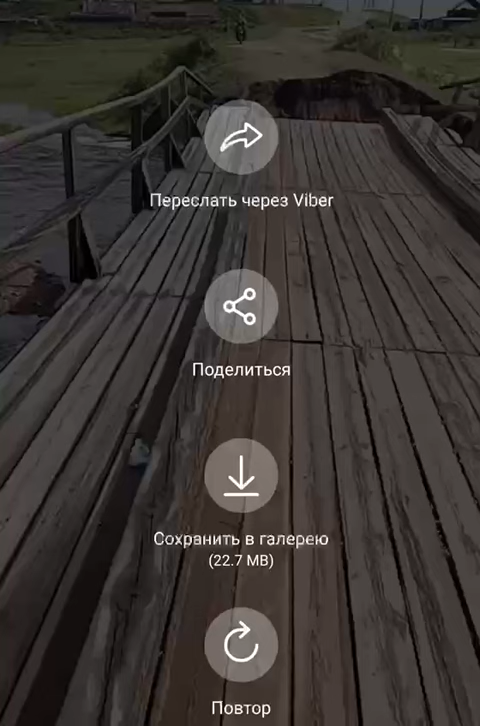 Переслать через Viber
Поделиться
Сохранить в галерею
(22.7 MB)
Повтор